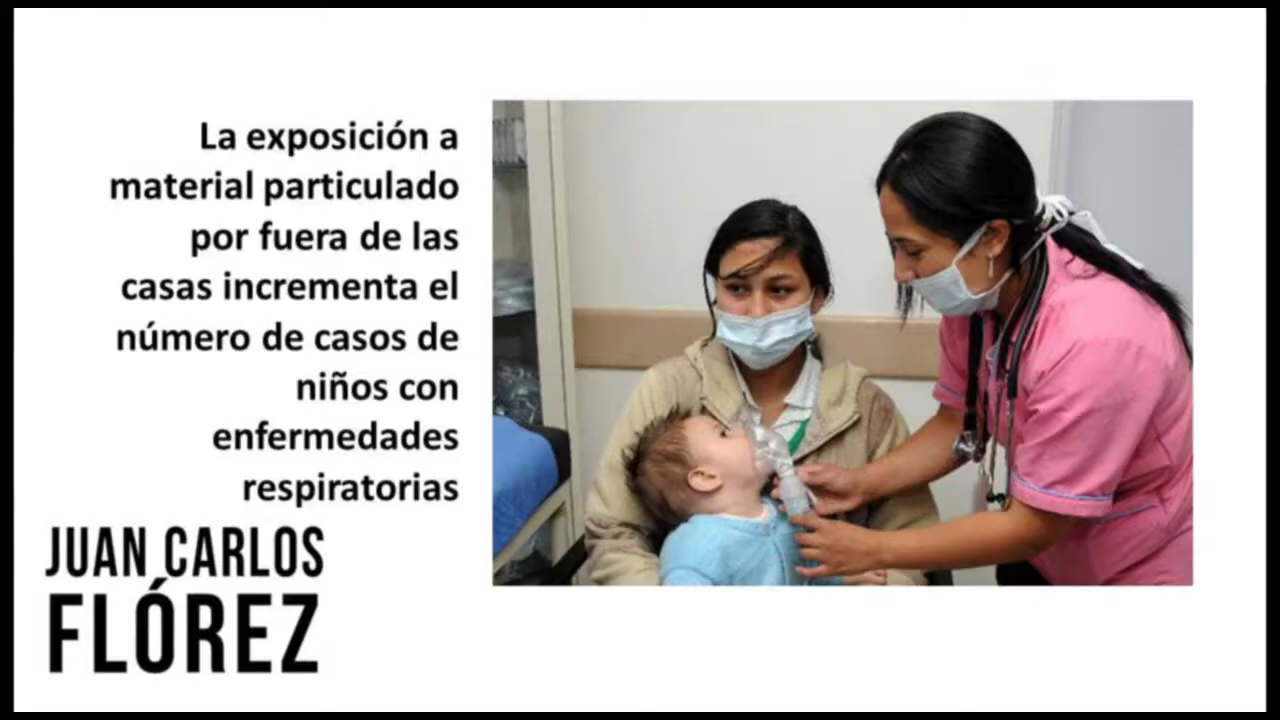 La exposición a
material particulado
por fuera de las
casas incrementa el
número de casos de
niños con
enfermedades
respiratorias
JUAN CARLOS
FLÓREZ